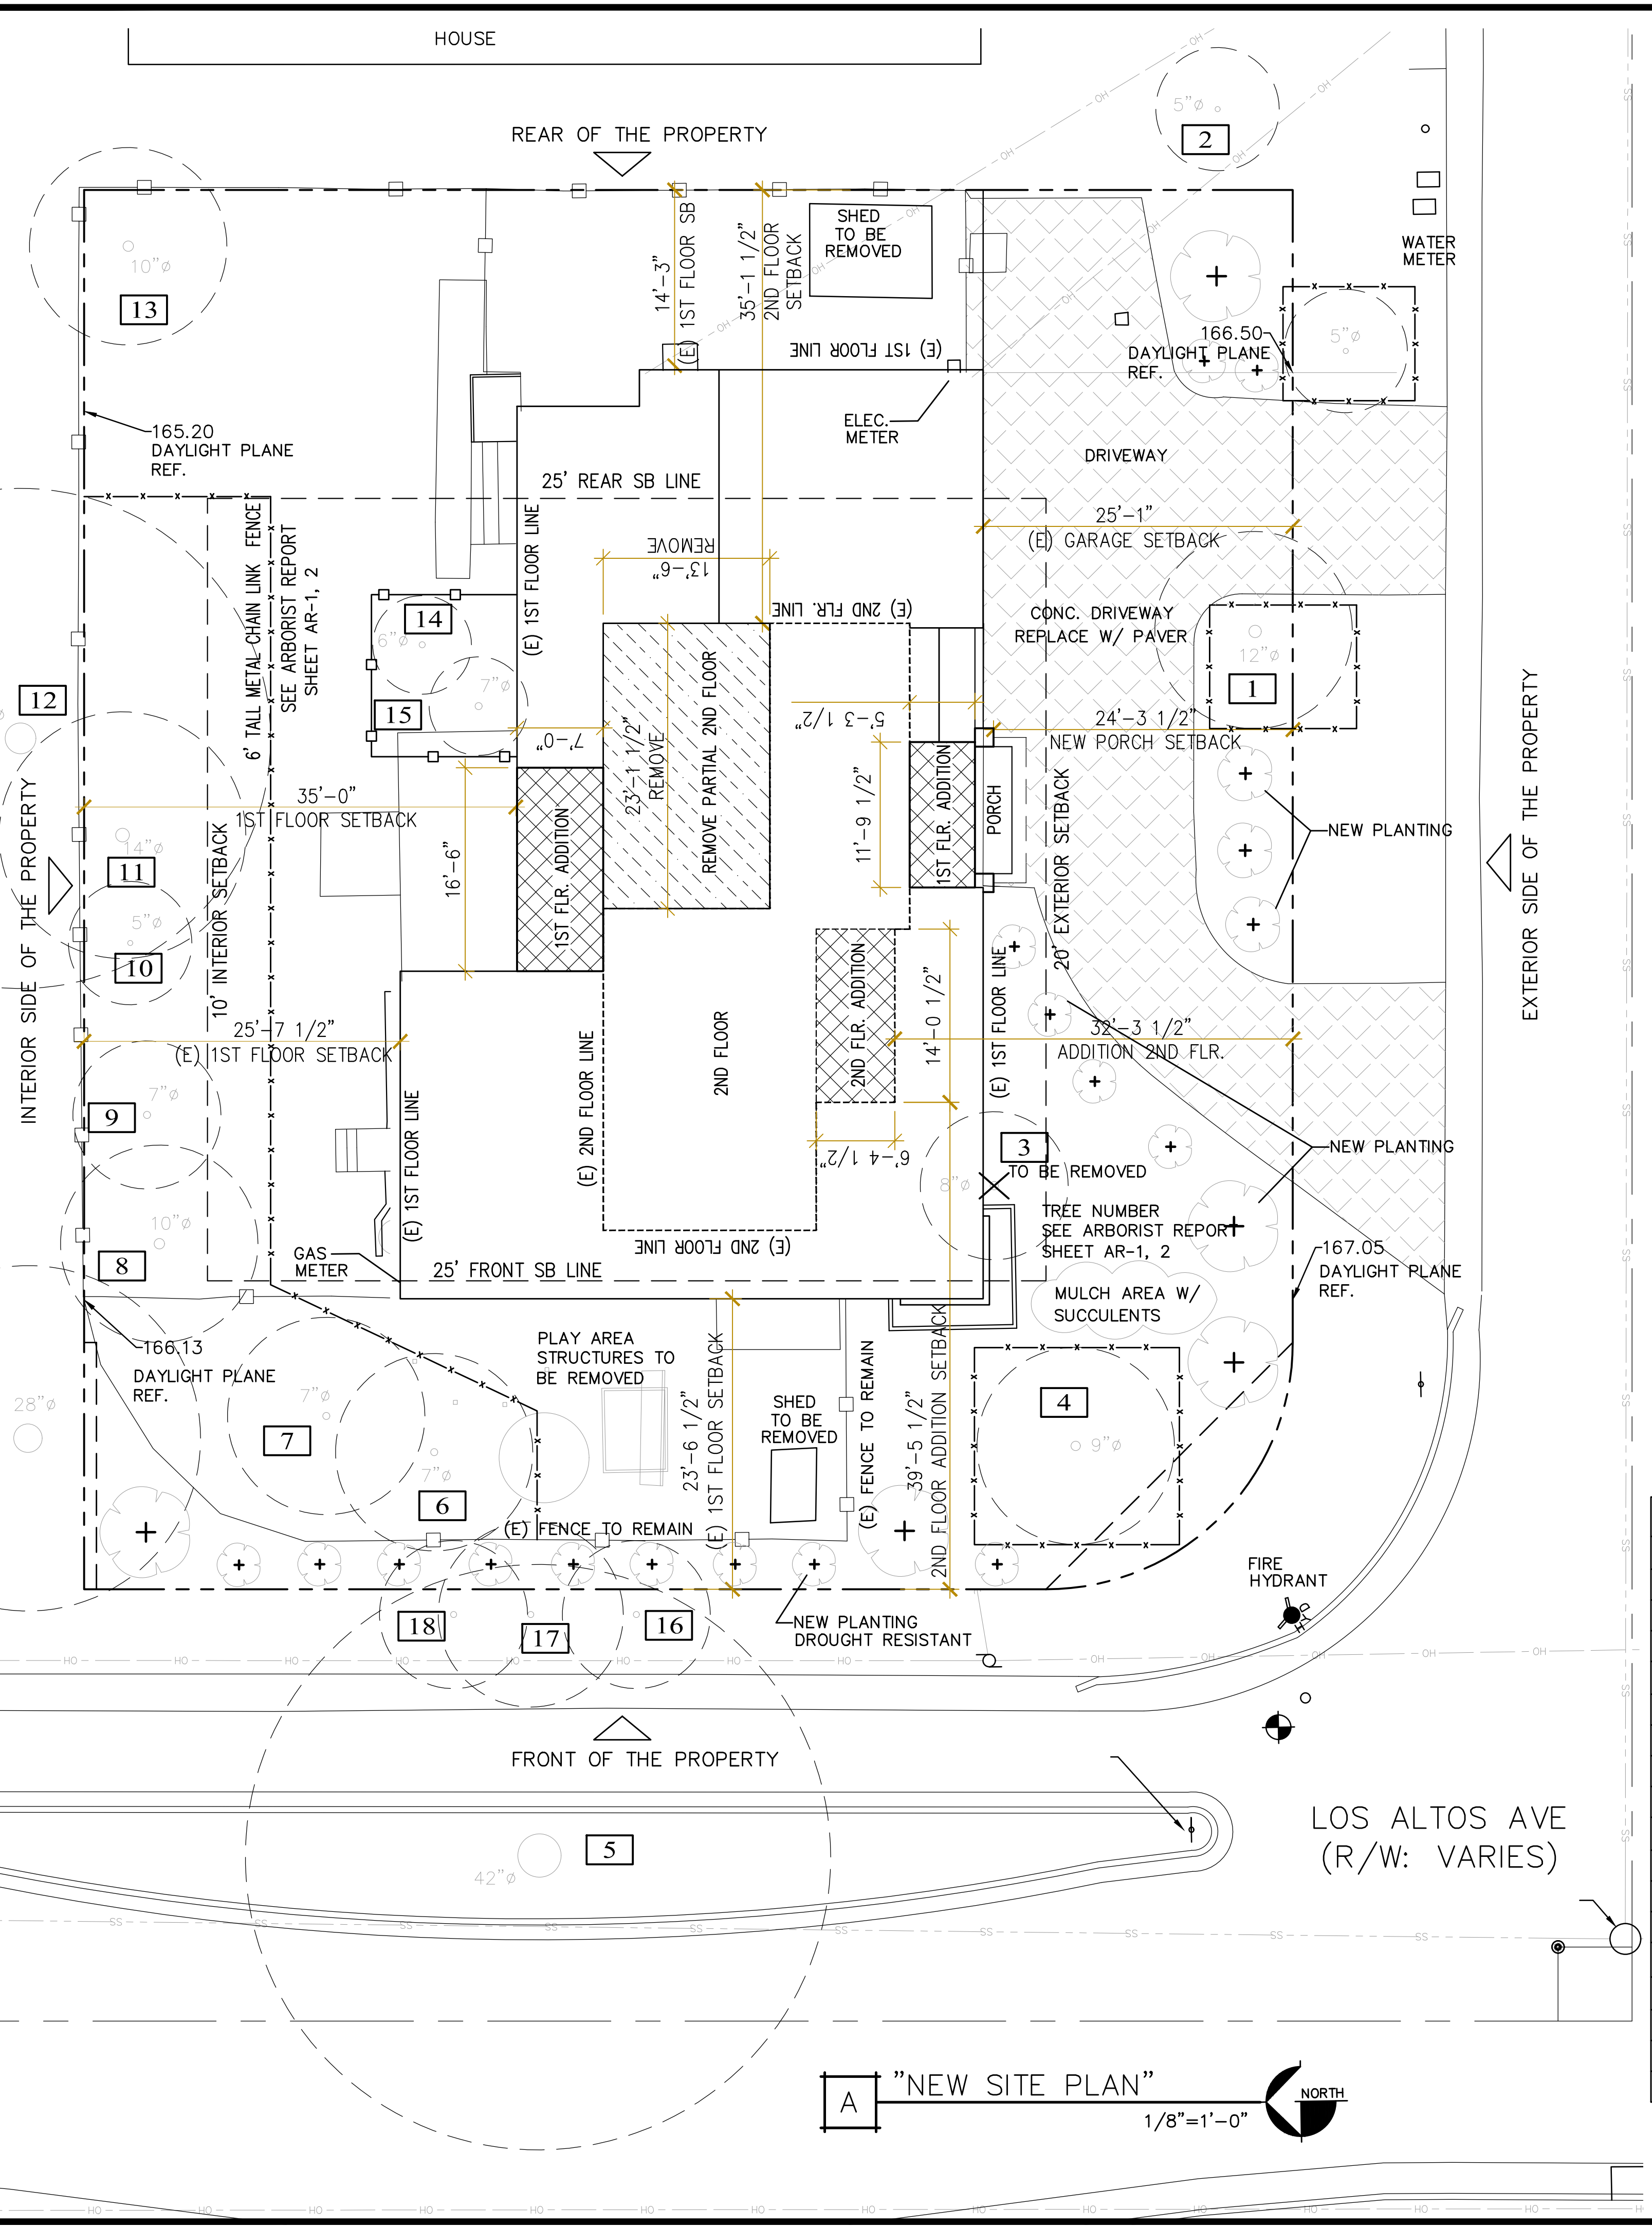 HOUSE
REAR OF THE PROPERTY
5"ø
2
WATER
METER
SHED
TO BE
REMOVED
14'-3"
(E) 1ST FLOOR SB
35'-1 1/2"
2ND FLOOR
SETBACK
10"ø
13
(E) 1ST FLOOR LINE
166.50
DAYLIGHT PLANE
REF.
5"ø
165.20
DAYLIGHT PLANE
REF.
ELEC.
METER
DRIVEWAY
25' REAR SB LINE
25'-1"
(E) GARAGE SETBACK
6' TALL METAL CHAIN LINK FENCE
SEE ARBORIST REPORT
SHEET AR-1, 2
(E) 1ST FLOOR LINE
REMOVE
13'-6"
(E) 2ND FLR. LINE
CONC. DRIVEWAY
REPLACE W/ PAVER
12"ø
1
14
6"ø
7"ø
15
12
7'-0"
23'-1 1/2"
REMOVE
REMOVE PARTIAL 2ND FLOOR
5'-3 1/2"
24'-3 1/2"
NEW PORCH SETBACK
INTERIOR SIDE OF THE PROPERTY
35'-0"
1ST FLOOR SETBACK
16'-6"
1ST FLR. ADDITION
11'-9 1/2"
1ST FLR. ADDITION
PORCH
20' EXTERIOR SETBACK
NEW PLANTING
EXTERIOR SIDE OF THE PROPERTY
14"ø
11
5"ø
10
10' INTERIOR SETBACK
25'-7 1/2"
(E) 1ST FLOOR SETBACK
(E) 2ND FLOOR LINE
2ND FLOOR
2ND FLR. ADDITION
14'-0 1/2"
(E) 1ST FLOOR LINE
32'-3 1/2"
ADDITION 2ND FLR.
7"ø
9
(E) 1ST FLOOR LINE
6'-4 1/2"
3
8"ø
TO BE REMOVED
NEW PLANTING
TREE NUMBER
SEE ARBORIST REPORT
SHEET AR-1, 2
10"ø
8
GAS
METER
(E) 2ND FLOOR LINE
25' FRONT SB LINE
167.05
DAYLIGHT PLANE
REF.
MULCH AREA W/
SUCCULENTS
166.13
DAYLIGHT PLANE
REF.
PLAY AREA
STRUCTURES TO
BE REMOVED
23'-6 1/2"
(E) 1ST FLOOR SETBACK
SHED
TO BE
REMOVED
(E) FENCE TO REMAIN
39'-5 1/2"
2ND FLOOR ADDITION SETBACK
4
9"ø
28"ø
7"ø
7
7"ø
6
(E) FENCE TO REMAIN
FIRE
HYDRANT
18
17
16
NEW PLANTING
DROUGHT RESISTANT
FRONT OF THE PROPERTY
5
42"ø
LOS ALTOS AVE
(R/W: VARIES)
A
"NEW SITE PLAN"
1/8"=1'-0"
NORTH